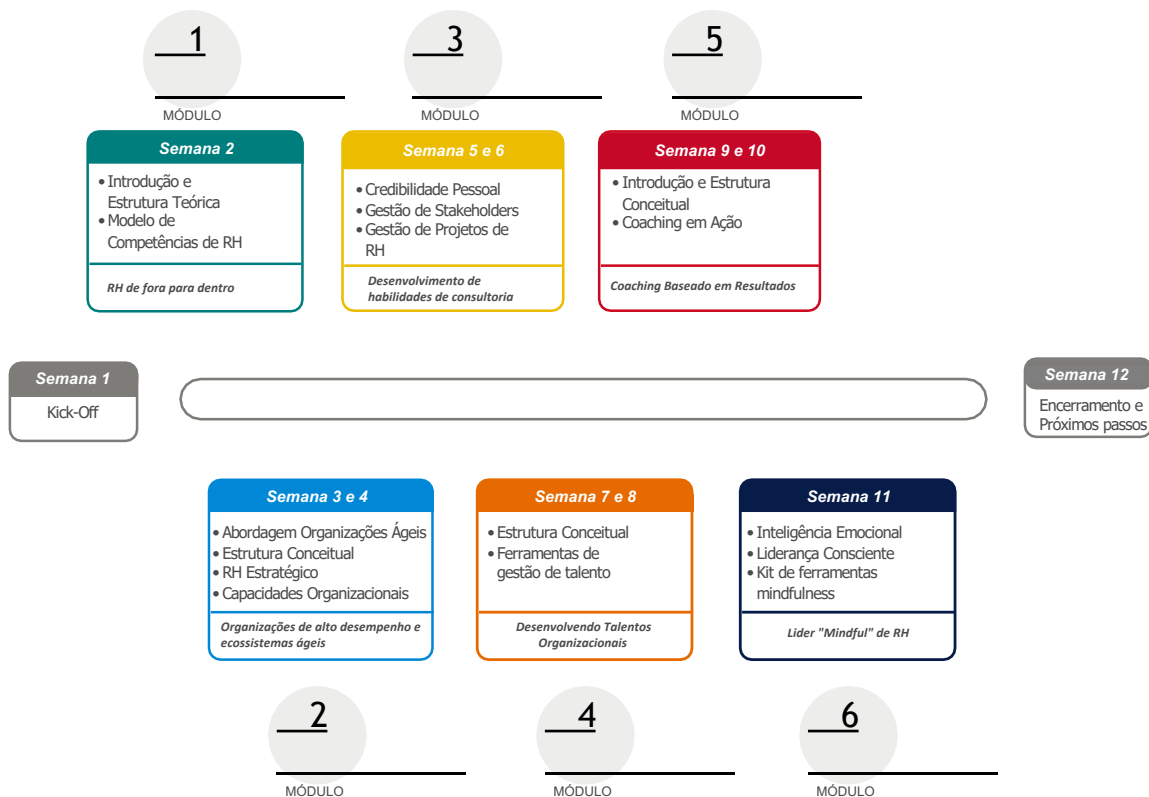 1
MÓDULO
Semana 2
• Introdução e
Estrutura Teórica
• Modelo de
Competências de RH
RH de fora para dentro
3
MÓDULO
Semana 5 e 6
• Credibilidade Pessoal
• Gestão de Stakeholders
• Gestão de Projetos de
RH
Desenvolvimento de
habilidades de consultoria
5
MÓDULO
Semana 9 e 10
• Introdução e Estrutura
Conceitual
• Coaching em Ação
Coaching Baseado em Resultados
Semana 1
Kick-Off
Semana 12
Encerramento e
Próximos passos
Semana 3 e 4
• Abordagem Organizações Ágeis
• Estrutura Conceitual
• RH Estratégico
• Capacidades Organizacionais
Organizações de alto desempenho e
ecossistemas ágeis
2
MÓDULO
Semana 7 e 8
• Estrutura Conceitual
• Ferramentas de
gestão de talento
Desenvolvendo Talentos
Organizacionais
4
MÓDULO
Semana 11
• Inteligência Emocional
• Liderança Consciente
• Kit de ferramentas
mindfulness
Lider "Mindful" de RH
6
MÓDULO